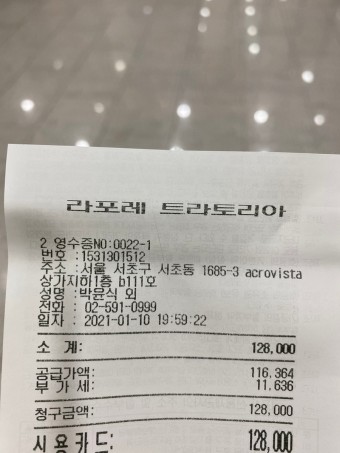 라포레 트라토리아
2 영수증NO:0022-1
번호 :1531301512
주소 :서울 서초구 서초동 1685-3 acrovista
상가지하1층 b111호
성명 :박윤식 외
전화 : 02-591-0999
일자 : 2021-01-10 19:59:22
소 계: 128,000
공급가액: 116,364
부 가 세: 11,636
청구금액: 128,000
시용카드: 128,000